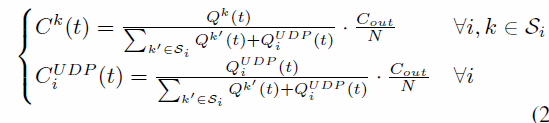 C^k(t) = \frac{Q^k(t)}{\sum_{k' \in \mathcal{S}_i} Q^{k'}(t) + Q_i^{UDP}(t)} \cdot \frac{C_{out}}{N} \quad \forall i, k \in \mathcal{S}_i
C_i^{UDP}(t) = \frac{Q_i^{UDP}(t)}{\sum_{k' \in \mathcal{S}_i} Q^{k'}(t) + Q_i^{UDP}(t)} \cdot \frac{C_{out}}{N} \quad \forall i
(2